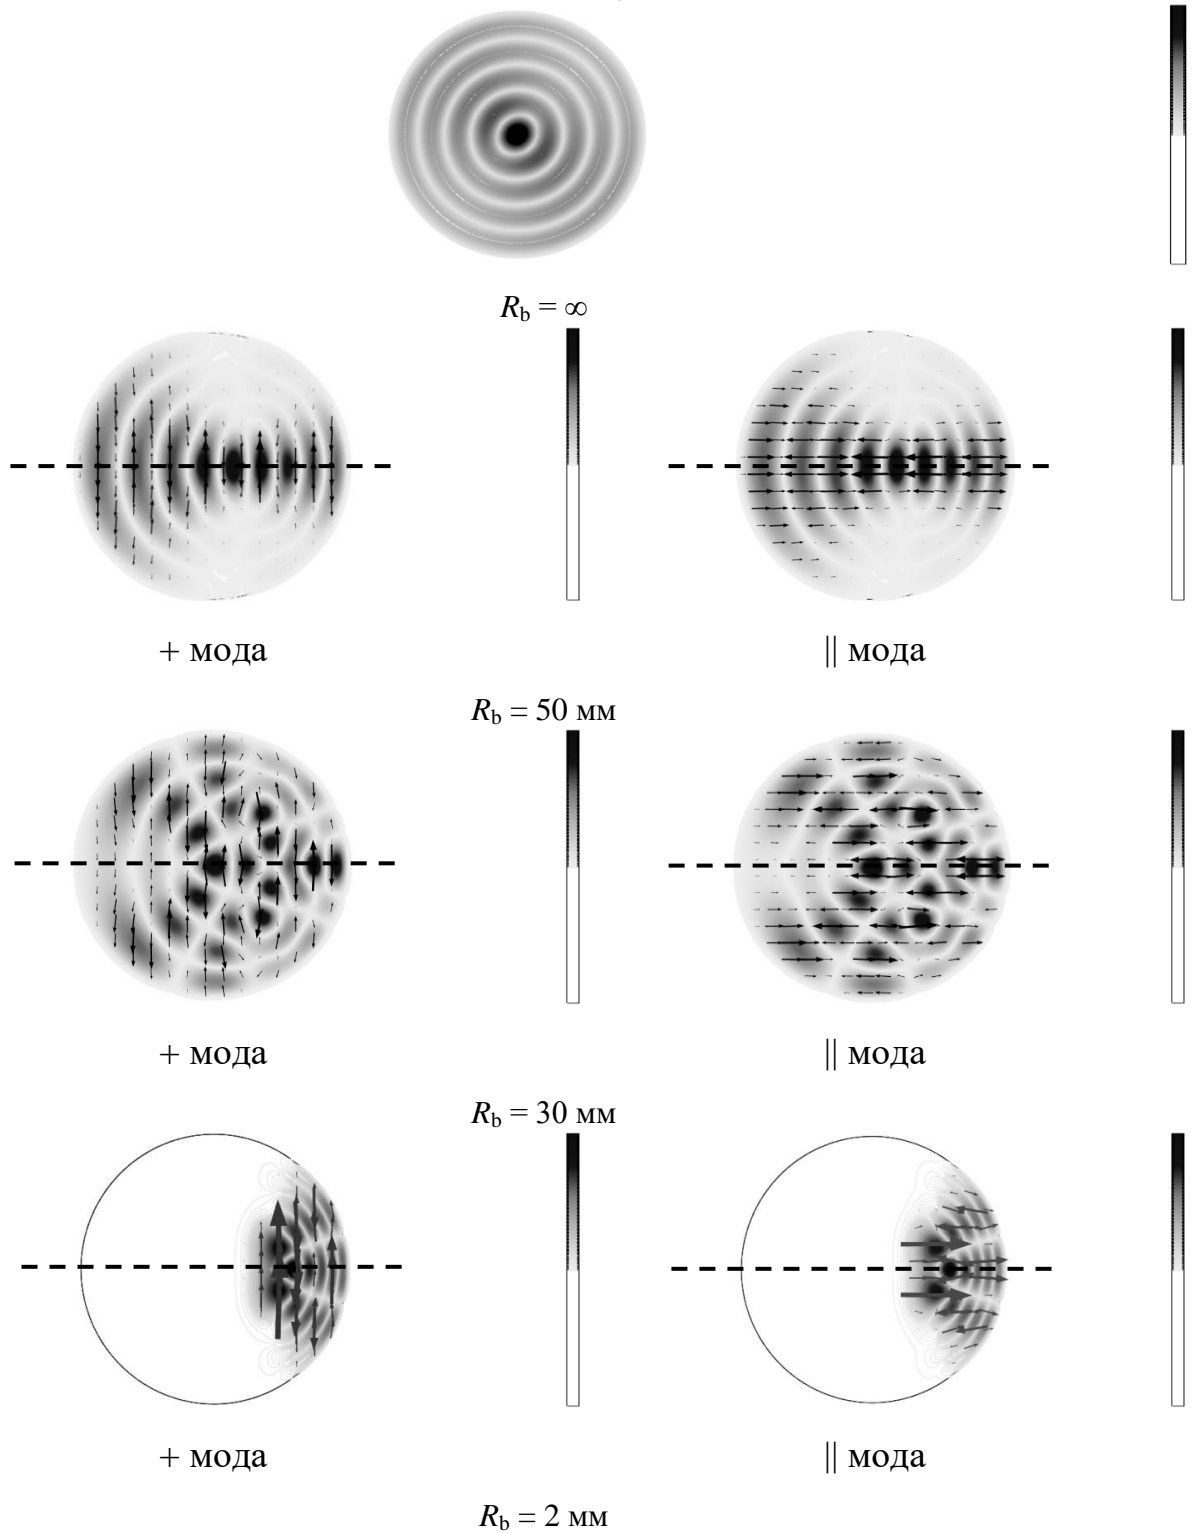 R_b = ∞
+ мода || мода
R_b = 50 мм
+ мода || мода
R_b = 30 мм
+ мода || мода
R_b = 2 мм